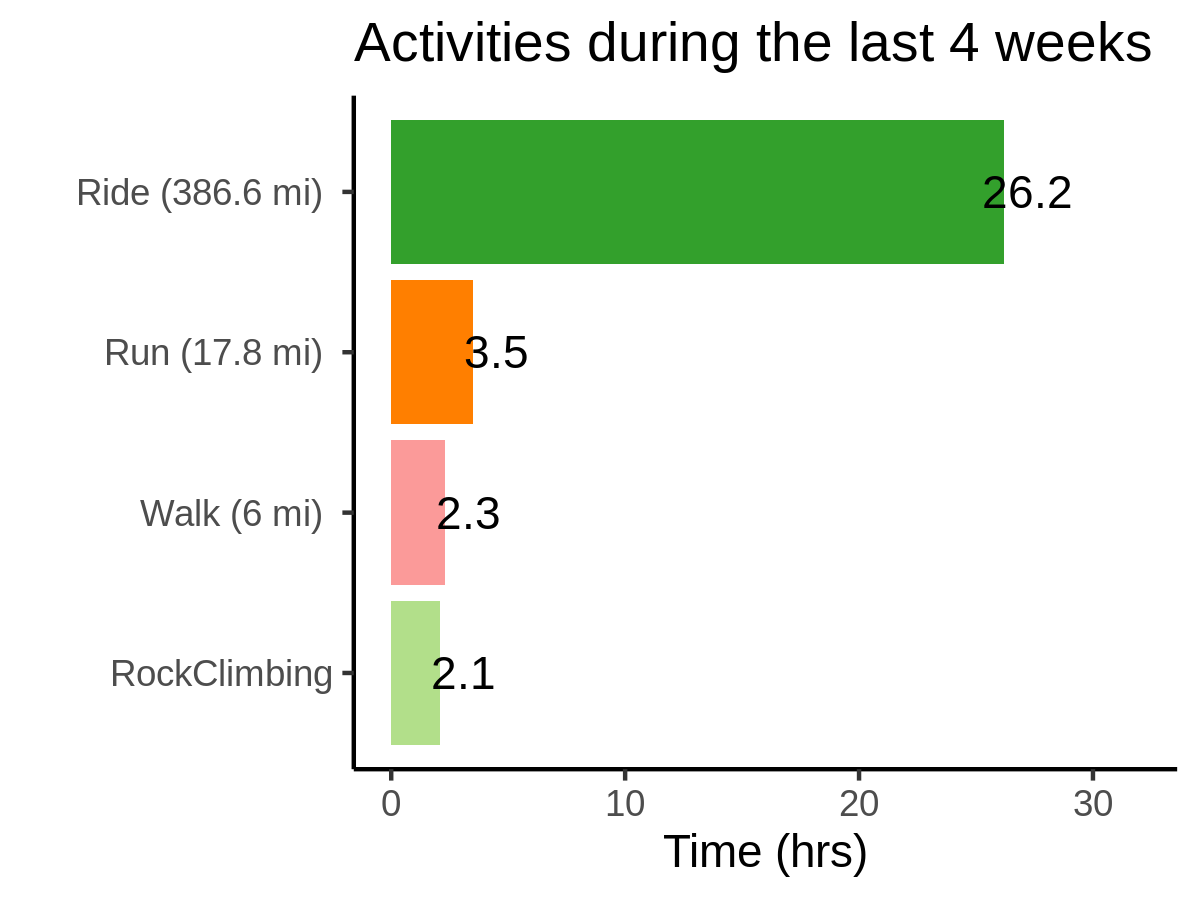 Activities during the last 4 weeks
Ride (386.6 mi) 26.2
Run (17.8 mi) 3.5
Walk (6 mi) 2.3
RockClimbing 2.1
0 10 20 30
Time (hrs)